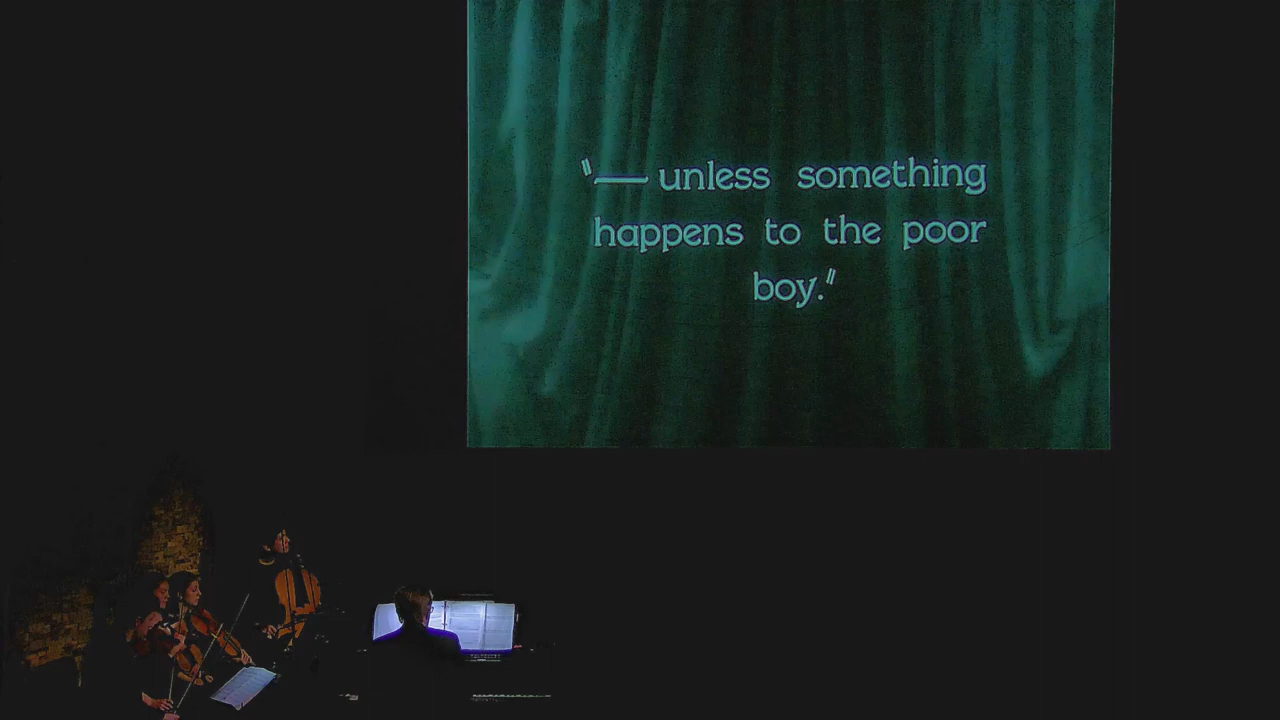 "— unless something
happens to the poor
boy."